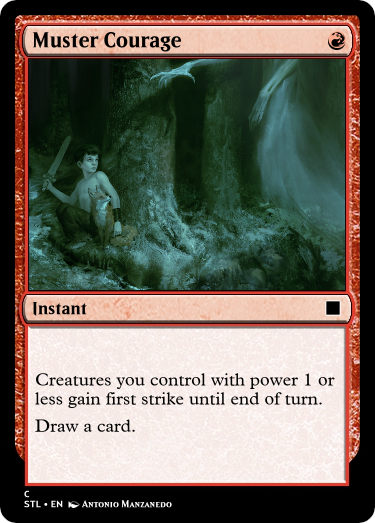 Muster Courage
Instant
Creatures you control with power 1 or
less gain first strike until end of turn.
Draw a card.
C
STL • EN Antonio Manzanedo